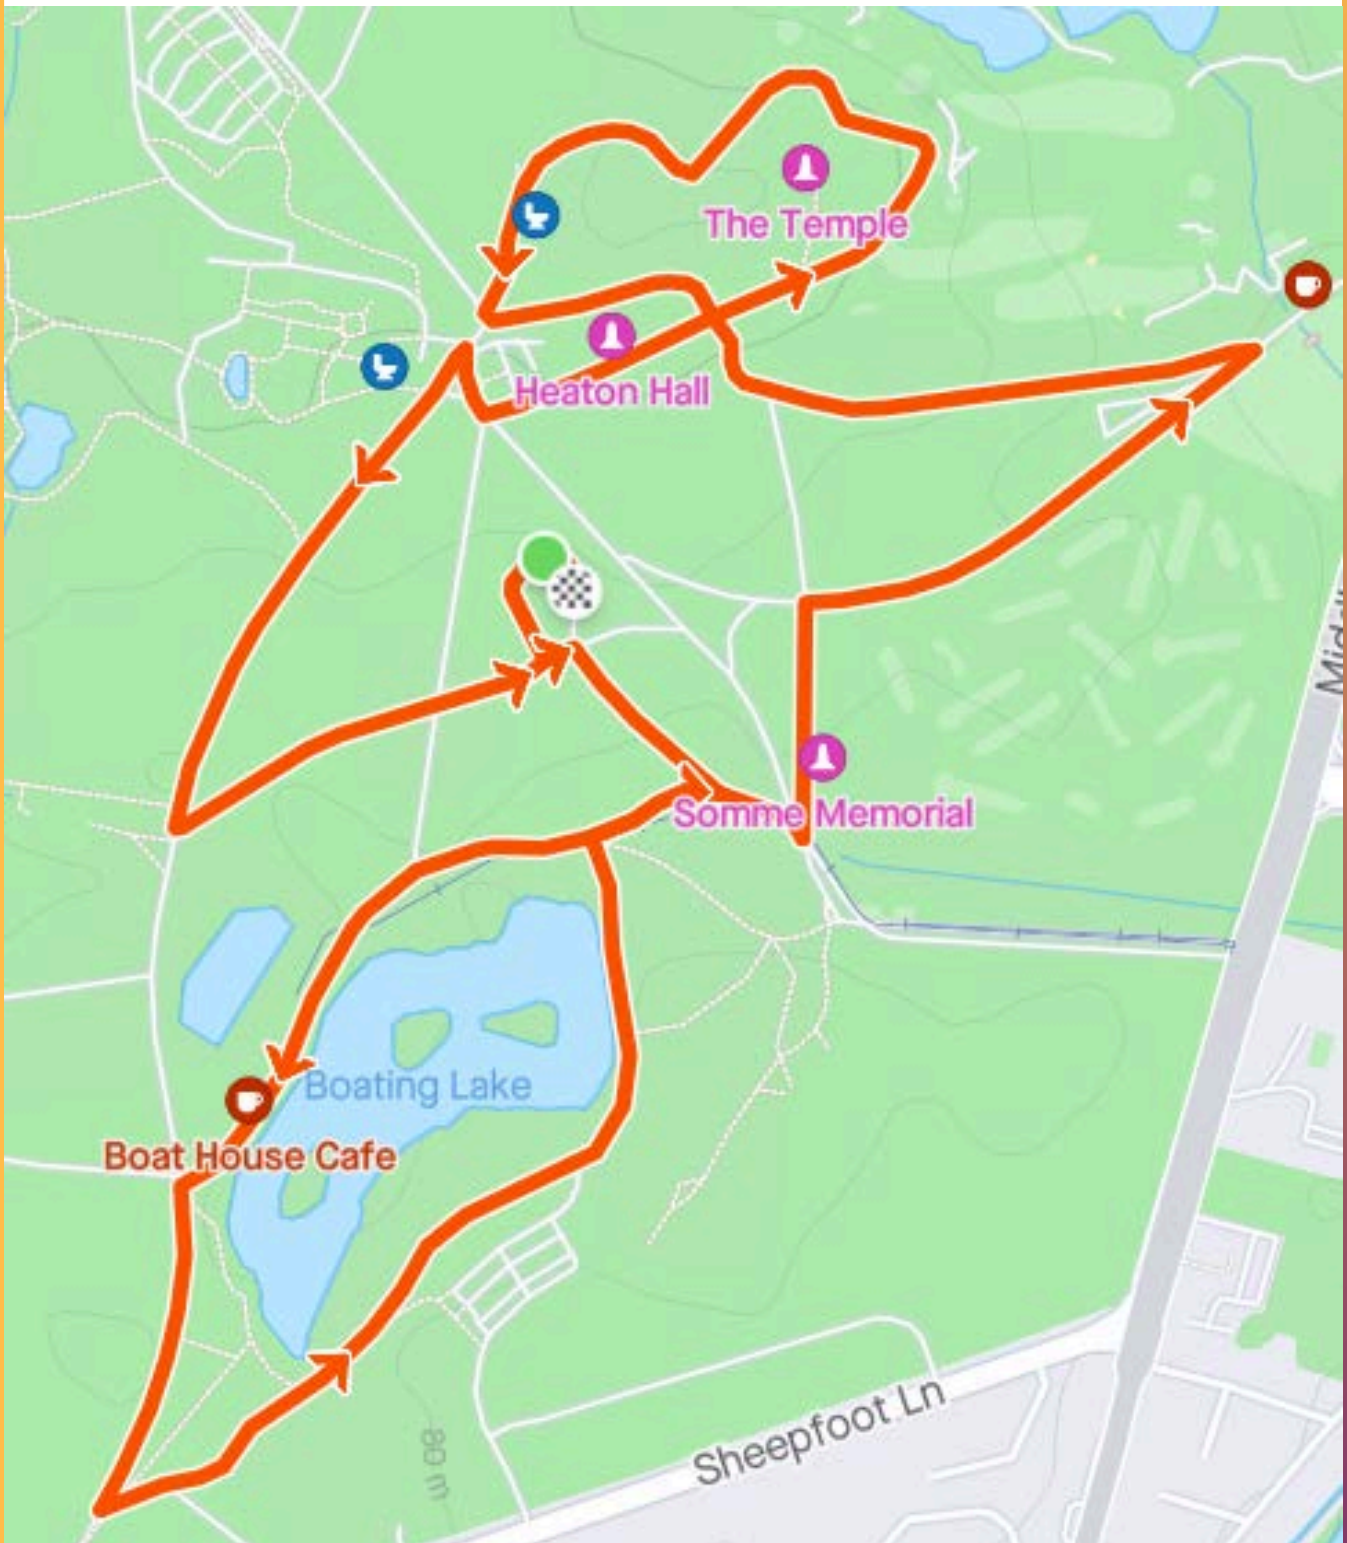 The Temple
Heaton Hall
Somme Memorial
Boating Lake
Boat House Cafe
Sheepfoot Ln
80 m